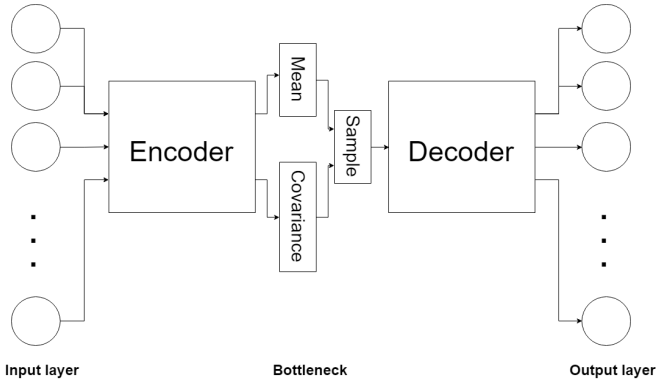 Mean
Encoder
Sample
Decoder
Covariance
Input layer
Bottleneck
Output layer